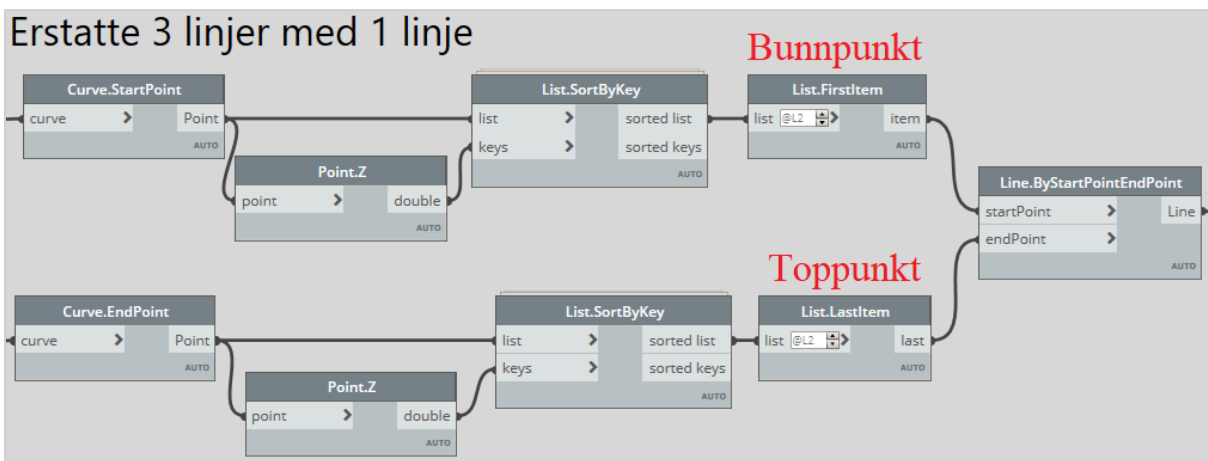 Erstatte 3 linjer med 1 linje
Bunnpunkt
Curve.StartPoint
curve > Point
AUTO
Point.Z
point > double
AUTO
List.SortByKey
list > sorted list
keys > sorted keys
AUTO
List.FirstItem
list @L2 > item
AUTO
Line.ByStartPointEndPoint
startPoint > Line
endPoint >
AUTO
Toppunkt
Curve.EndPoint
curve > Point
AUTO
Point.Z
point > double
AUTO
List.SortByKey
list > sorted list
keys > sorted keys
AUTO
List.LastItem
list @L2 > last
AUTO